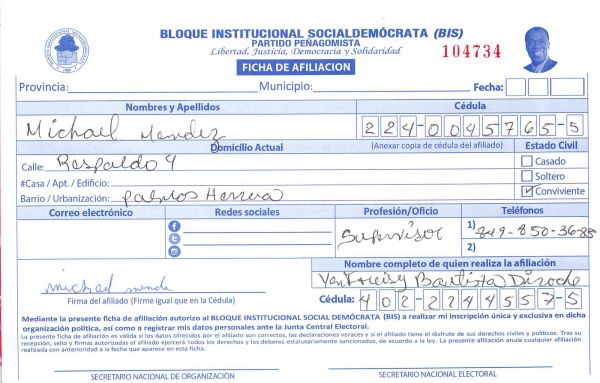 BLOQUE INSTITUCIONAL SOCIALDEMÓCRATA (BIS)
PARTIDO PEÑAGOMISTA
Libertad, Justicia, Democracia y Solidaridad
104734
FICHA DE AFILIACION
Provincia: Municipio: Fecha:
Nombres y Apellidos Cédula
Michael Mendez 224-0045765-5
Domicilio Actual (Anexar copia de cédula del afiliado) Estado Civil
Calle: Respaldo 4 Casado
#Casa / Apt. / Edificio: Soltero
Barrio / Urbanización: pablos Herrera Conviviente
Correo electrónico Redes sociales Profesión/Oficio Teléfonos
Supervisor 1) 849-850-3688
2)
Nombre completo de quien realiza la afiliación
michael mende Bautista
Firma del afiliado (Firme igual que en la Cédula) Cédula: 402-2244557-5
Mediante la presente ficha de afiliación autorizo al BLOQUE INSTITUCIONAL SOCIAL DEMÓCRATA (BIS) a realizar mi inscripción única y exclusiva en dicha
organización política, así como a registrar mis datos personales ante la Junta Central Electoral.
La presente ficha de afiliación es válida si los datos ofrecidos por el afiliado son correctos, las declaraciones veraces y si el titular tiene el disfrute de sus derechos civiles y políticos. Tras su
recepción, sello y firmas autorizadas el afiliado ejercerá todos los derechos y los deberes estatutariamente sancionados, de acuerdo a la ley. La presente afiliación anula cualquier afiliación
realizada con anterioridad a la fecha que aparece en esta ficha.
SECRETARIO NACIONAL DE ORGANIZACIÓN SECRETARIO NACIONAL ELECTORAL